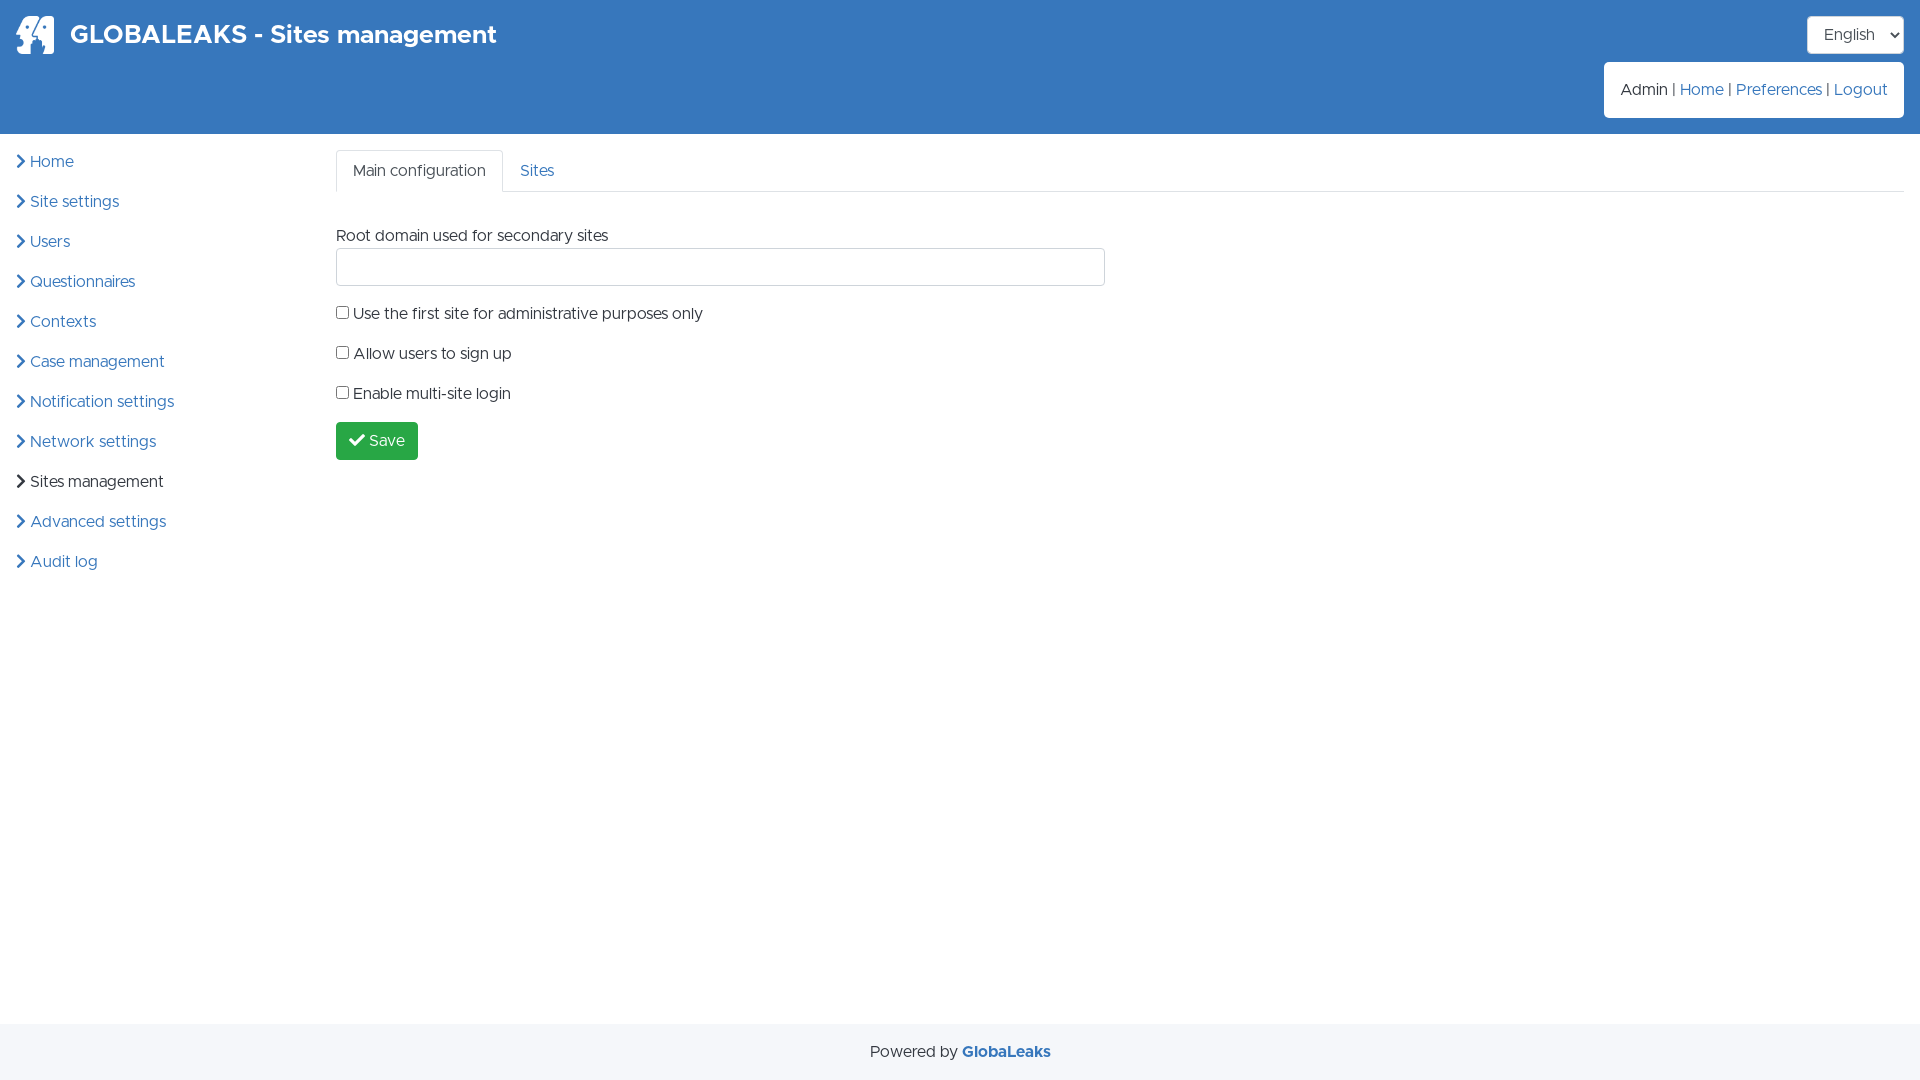 GLOBALEAKS - Sites management
English
Admin | Home | Preferences | Logout
Home
Site settings
Users
Questionnaires
Contexts
Case management
Notification settings
Network settings
Sites management
Advanced settings
Audit log
Main configuration
Sites
Root domain used for secondary sites
Use the first site for administrative purposes only
Allow users to sign up
Enable multi-site login
Save
Powered by GlobaLeaks